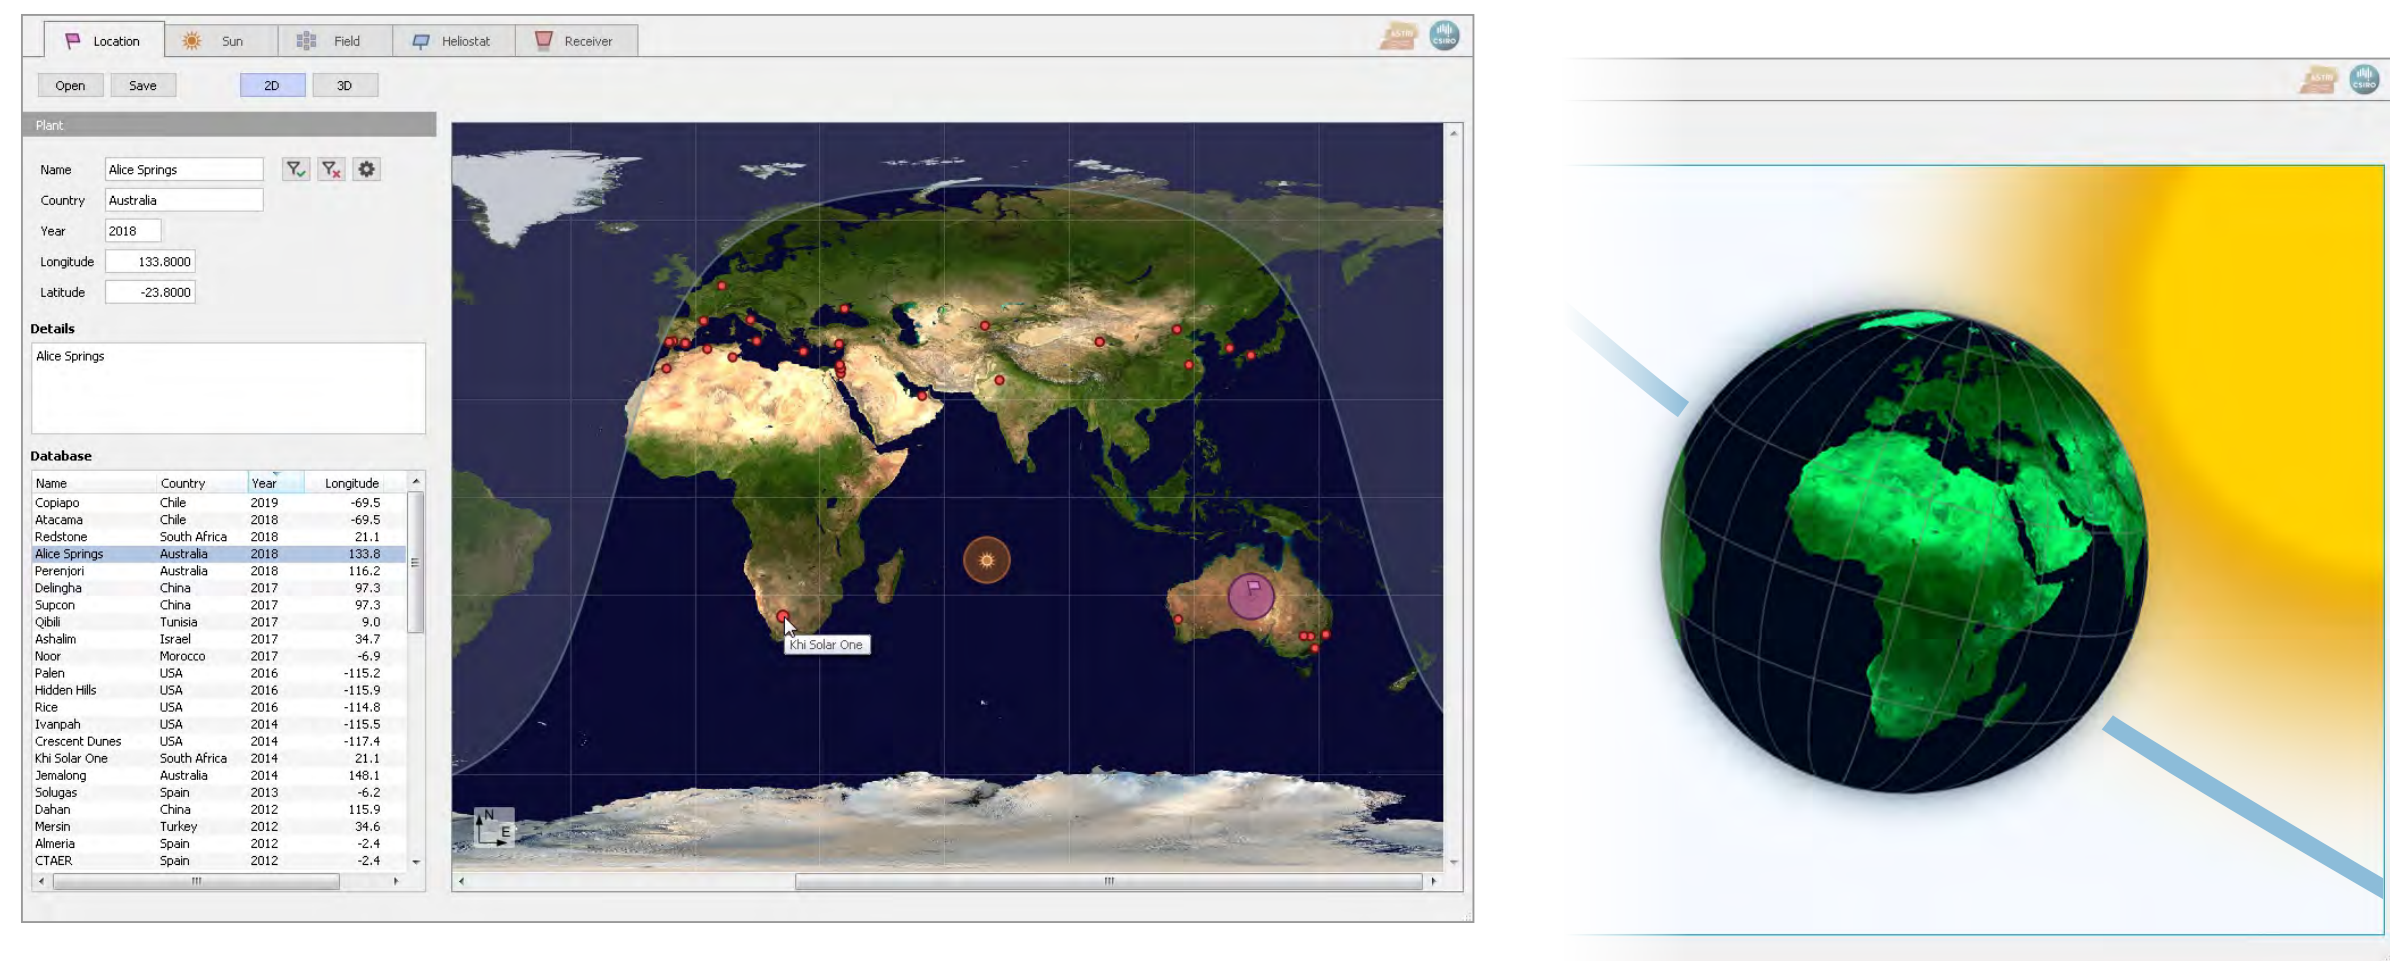 Location Sun Field Heliostat Receiver
ASTRI CSIRO
Open Save 2D 3D
Plant
Name Alice Springs
Country Australia
Year 2018
Longitude 133.8000
Latitude -23.8000
Details
Alice Springs
Database
Name Country Year Longitude
Copiapo Chile 2019 -69.5
Atacama Chile 2018 -69.5
Redstone South Africa 2018 21.1
Alice Springs Australia 2018 133.8
Perenjori Australia 2018 116.2
Delingha China 2017 97.3
Supcon China 2017 97.3
Qibili Tunisia 2017 9.0
Ashalim Israel 2017 34.7
Noor Morocco 2017 -6.9
Palen USA 2016 -115.2
Hidden Hills USA 2016 -115.9
Rice USA 2016 -114.8
Ivanpah USA 2014 -115.5
Crescent Dunes USA 2014 -117.4
Khi Solar One South Africa 2014 21.1
Jemalong Australia 2014 148.1
Solugas Spain 2013 -6.2
Dahan China 2012 115.9
Mersin Turkey 2012 34.6
Almeria Spain 2012 -2.4
CTAER Spain 2012 -2.4
Khi Solar One
N
E
ASTRI CSIRO